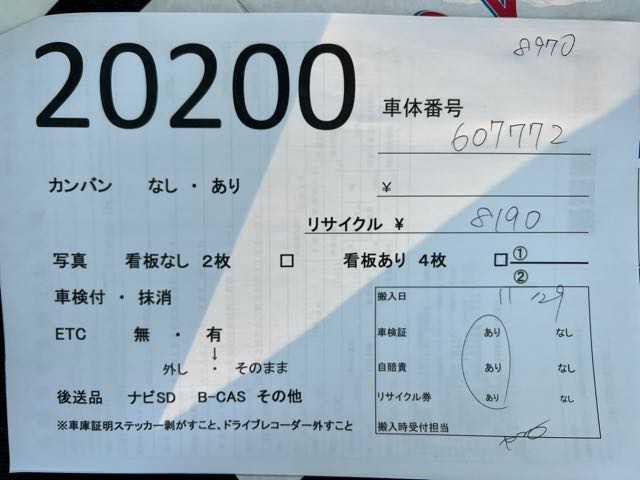 8970
20200
車体番号
607772
カンバン なし ・ あり
¥
リサイクル ¥ 8190
写真 看板なし 2枚 □ 看板あり 4枚 □ ①
②
車検付 ・ 抹消
搬入日 11/29
ETC 無 ・ 有
車検証 あり なし
↓
外し ・ そのまま
自賠責 あり なし
後送品 ナビSD B-CAS その他
リサイクル券 あり なし
※車庫証明ステッカー剥がすこと、ドライブレコーダー外すこと
搬入時受付担当